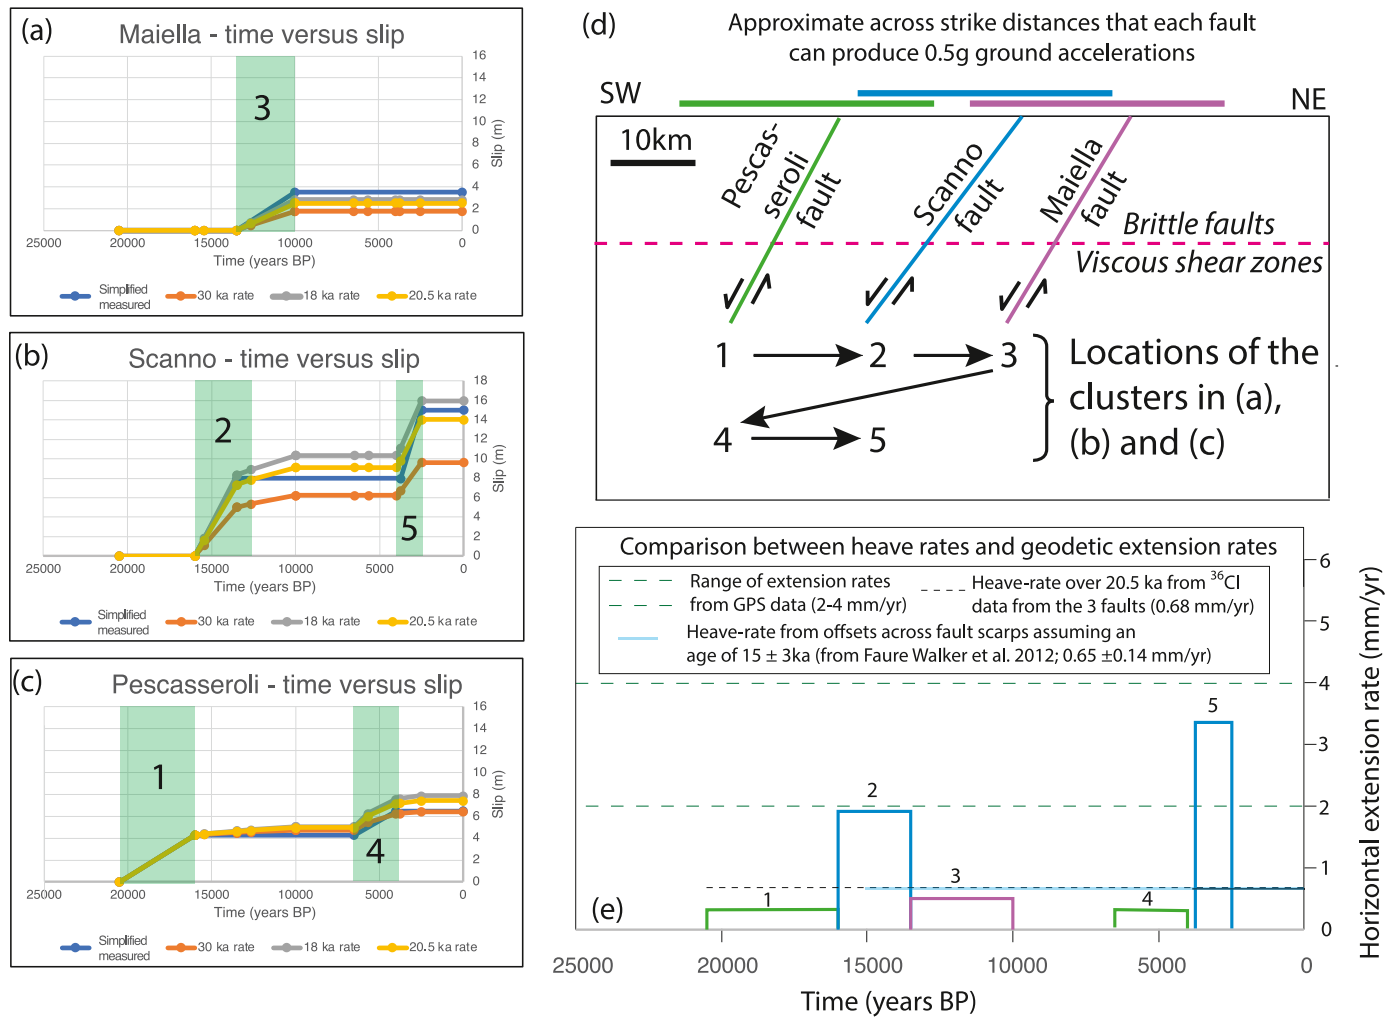 (a)
Maiella - time versus slip
16
14
12
10
8
6
4
2
0
Slip (m)
3
25000 20000 15000 10000 5000 0
Time (years BP)
Simplified
measured
30 ka rate
18 ka rate
20.5 ka rate
(b)
Scanno - time versus slip
18
16
14
12
10
8
6
4
2
0
Slip (m)
2
5
25000 20000 15000 10000 5000 0
Time (years BP)
Simplified
measured
30 ka rate
18 ka rate
20.5 ka rate
(c)
Pescasseroli - time versus slip
16
14
12
10
8
6
4
2
0
Slip (m)
1
4
25000 20000 15000 10000 5000 0
Time (years BP)
Simplified
measured
30 ka rate
18 ka rate
20.5 ka rate
(d)
Approximate across strike distances that each fault
can produce 0.5g ground accelerations
SW
NE
10km
Pescas-
seroli
fault
Scanno
fault
Maiella
fault
Brittle faults
Viscous shear zones
1 2 3
4 5
Locations of the
clusters in (a),
(b) and (c)
Comparison between heave rates and geodetic extension rates
Range of extension rates
from GPS data (2-4 mm/yr)
Heave-rate over 20.5 ka from 36Cl
data from the 3 faults (0.68 mm/yr)
Heave-rate from offsets across fault scarps assuming an
age of 15 ± 3ka (from Faure Walker et al. 2012; 0.65 ±0.14 mm/yr)
6
5
4
3
2
1
0
Horizontal extension rate (mm/yr)
5
2
3
1
4
(e)
25000 20000 15000 10000 5000 0
Time (years BP)